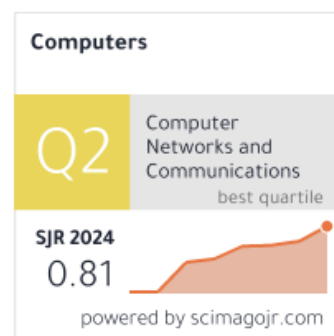 Computers
Q2
Computer
Networks and
Communications
best quartile
SJR 2024
0.81
powered by scimagojr.com